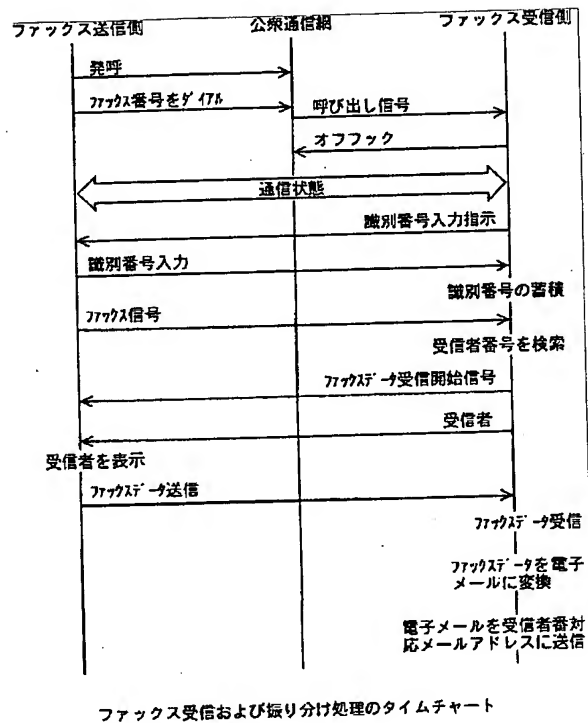 ファックス送信側
公衆通信網
ファックス受信側
発呼
ファックス番号をダイアル
呼び出し信号
オフフック
通信状態
識別番号入力指示
識別番号入力
識別番号の蓄積
ファックス信号
受信者番号を検索
ファックスデータ受信開始信号
受信者
受信者を表示
ファックスデータ送信
ファックスデータ受信
ファックスデータを電子
メールに変換
電子メールを受信者番対
応メールアドレスに送信
ファックス受信および振り分け処理のタイムチャート